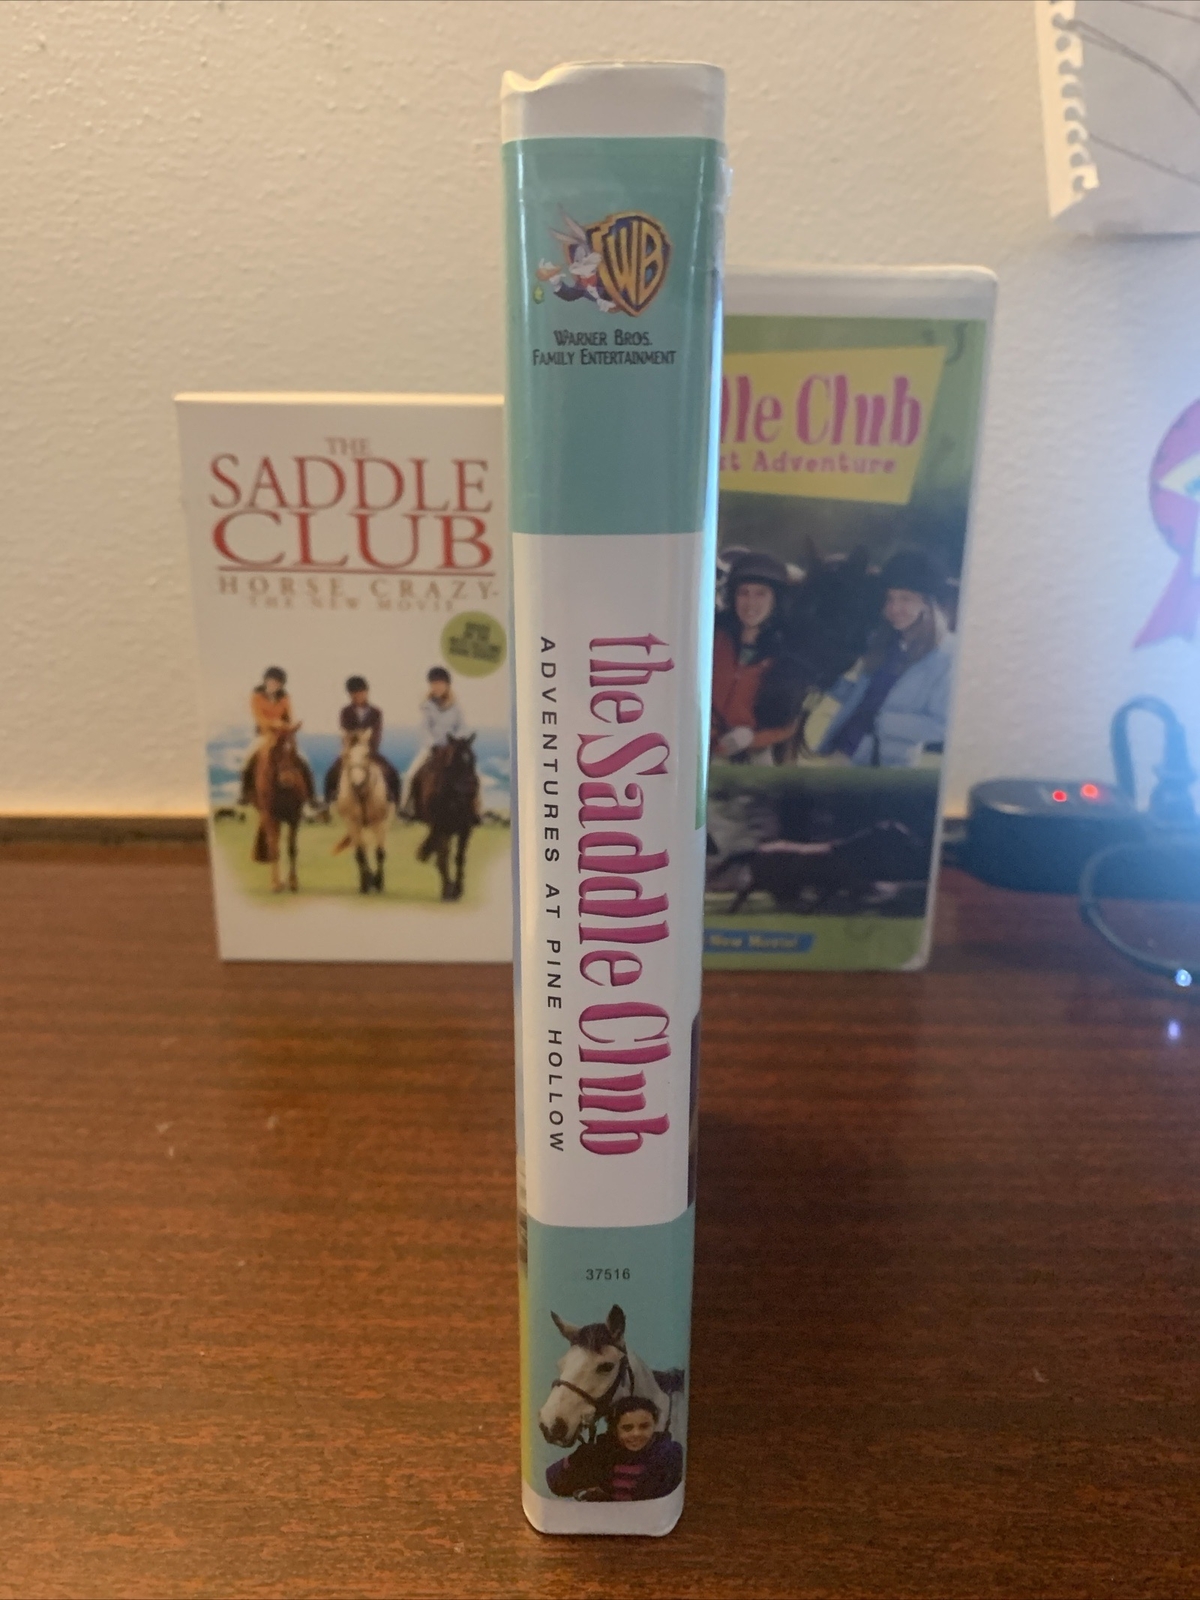 WB
WARNER BROS.
FAMILY ENTERTAINMENT
the Saddle Club
ADVENTURES AT PINE HOLLOW
37516
THE
SADDLE
CLUB
HORSE CRAZY
THE NEW MOVIE
dle Club
t Adventure
New Movie!